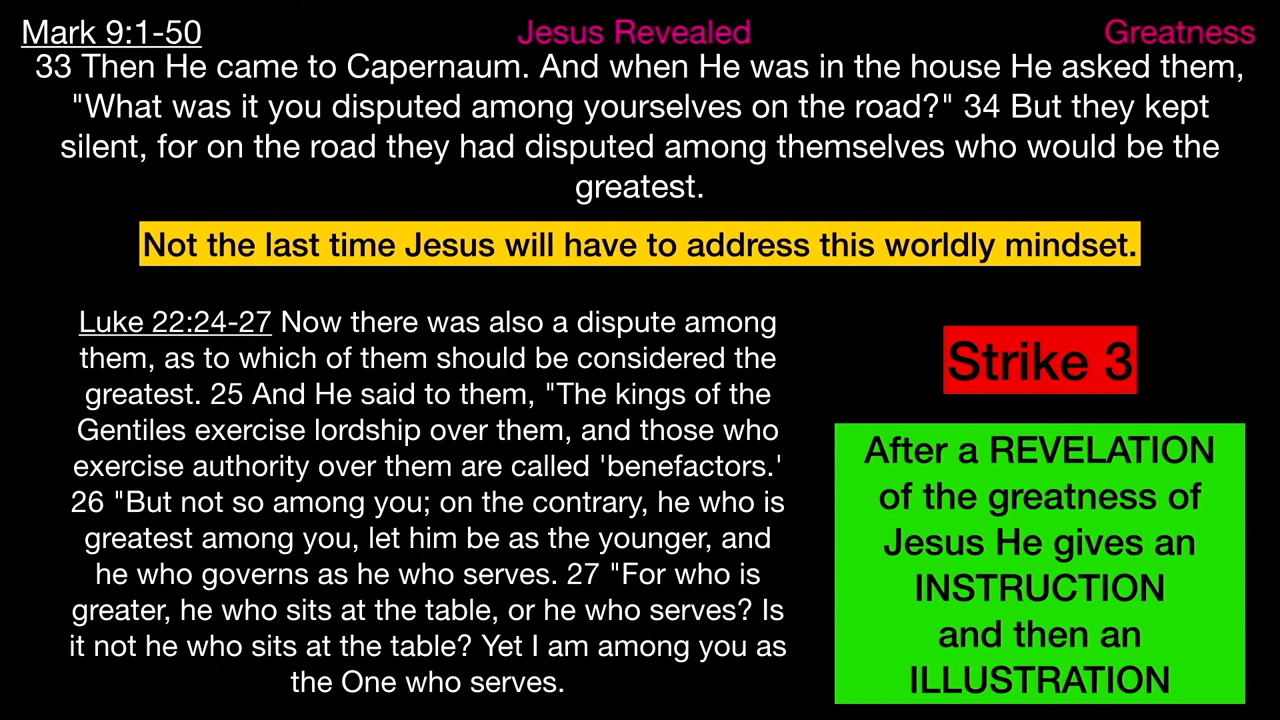 Mark 9:1-50
Jesus Revealed
Greatness
33 Then He came to Capernaum. And when He was in the house He asked them,
"What was it you disputed among yourselves on the road?" 34 But they kept
silent, for on the road they had disputed among themselves who would be the
greatest.
Not the last time Jesus will have to address this worldly mindset.
Luke 22:24-27 Now there was also a dispute among
them, as to which of them should be considered the
greatest. 25 And He said to them, "The kings of the
Gentiles exercise lordship over them, and those who
exercise authority over them are called 'benefactors.'
26 "But not so among you; on the contrary, he who is
greatest among you, let him be as the younger, and
he who governs as he who serves. 27 "For who is
greater, he who sits at the table, or he who serves? Is
it not he who sits at the table? Yet I am among you as
the One who serves.
Strike 3
After a REVELATION
of the greatness of
Jesus He gives an
INSTRUCTION
and then an
ILLUSTRATION